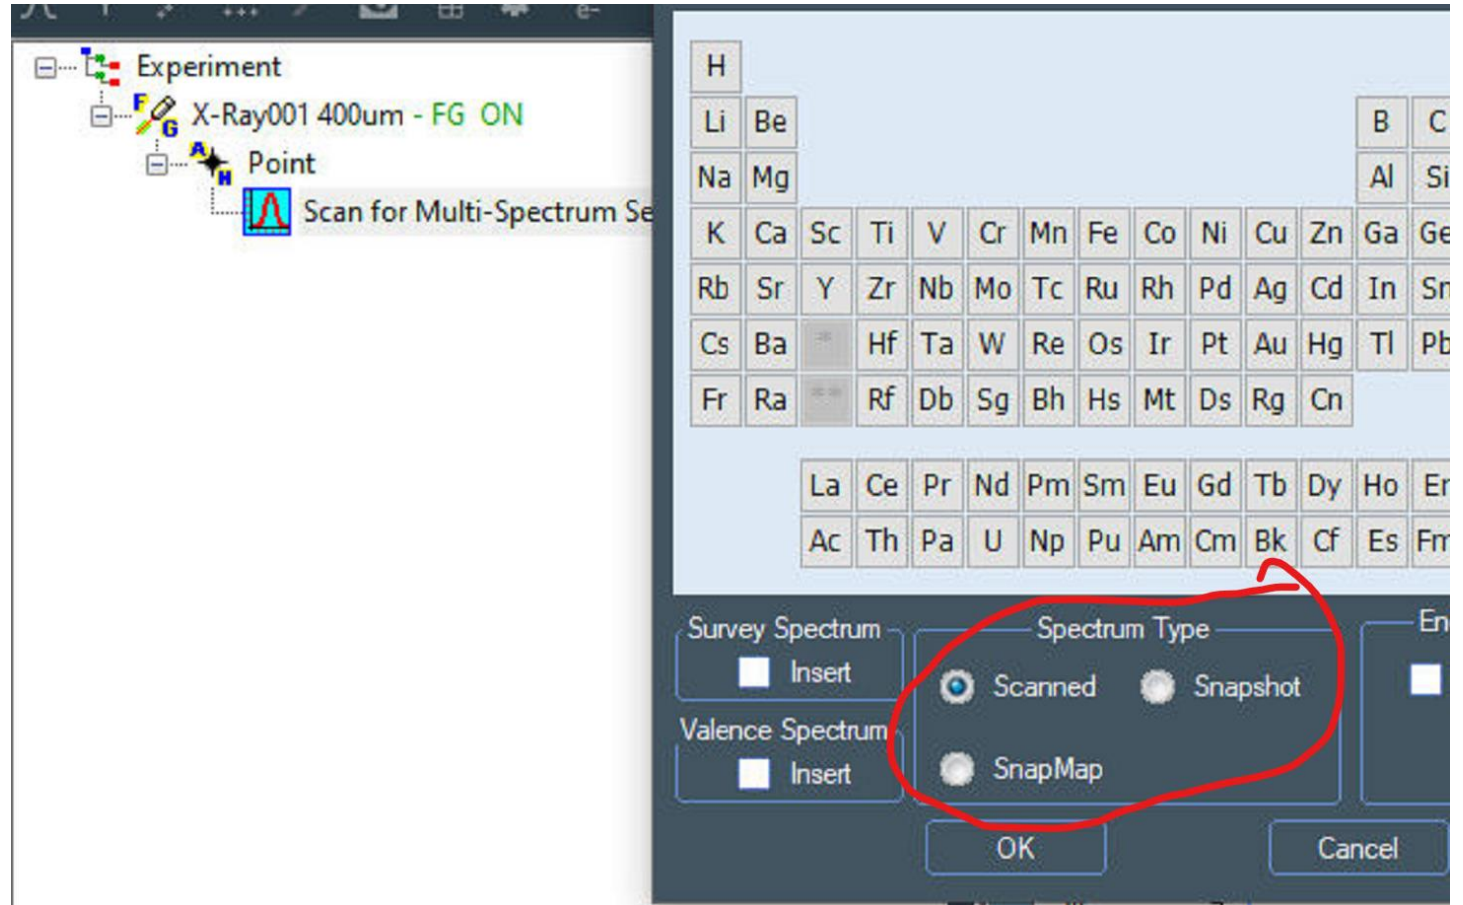 e-
Experiment
X-Ray001 400um - FG ON
Point
Scan for Multi-Spectrum Se
H
Li Be B C
Na Mg Al Si
K Ca Sc Ti V Cr Mn Fe Co Ni Cu Zn Ga Ge
Rb Sr Y Zr Nb Mo Tc Ru Rh Pd Ag Cd In Sn
Cs Ba * Hf Ta W Re Os Ir Pt Au Hg Tl Pb
Fr Ra ** Rf Db Sg Bh Hs Mt Ds Rg Cn
La Ce Pr Nd Pm Sm Eu Gd Tb Dy Ho Er
Ac Th Pa U Np Pu Am Cm Bk Cf Es Fm
Survey Spectrum
Insert
Valence Spectrum
Insert
Spectrum Type
Scanned Snapshot
SnapMap
En
OK Cancel